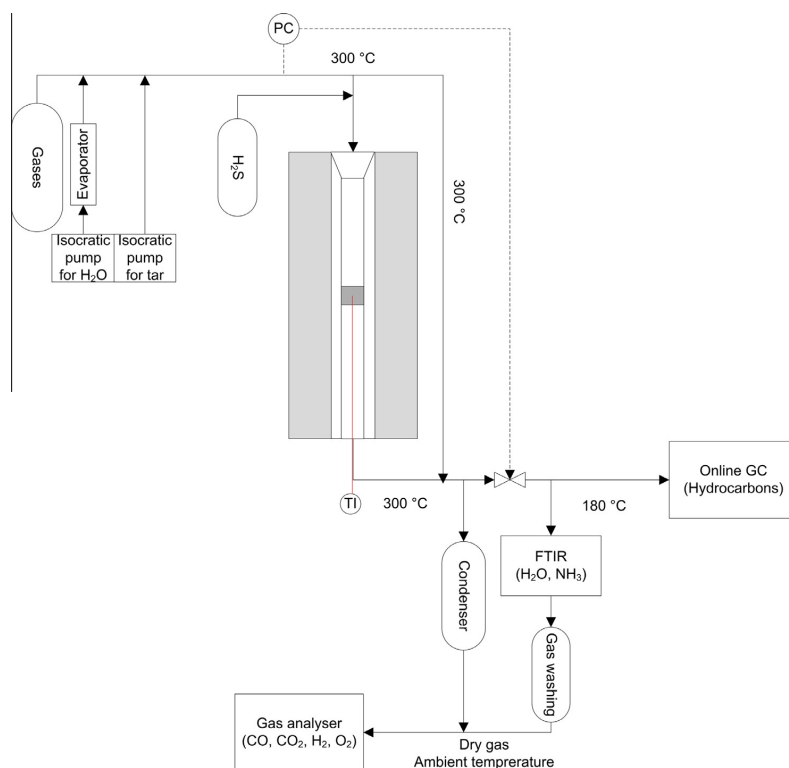 PC
300 °C
Gases
Evaporator
H₂S
300 °C
Isocratic
pump
for H₂O
Isocratic
pump
for tar
TI
300 °C
180 °C
Online GC
(Hydrocarbons)
FTIR
(H₂O, NH₃)
Condenser
Gas washing
Gas analyser
(CO, CO₂, H₂, O₂)
Dry gas
Ambient temprerature